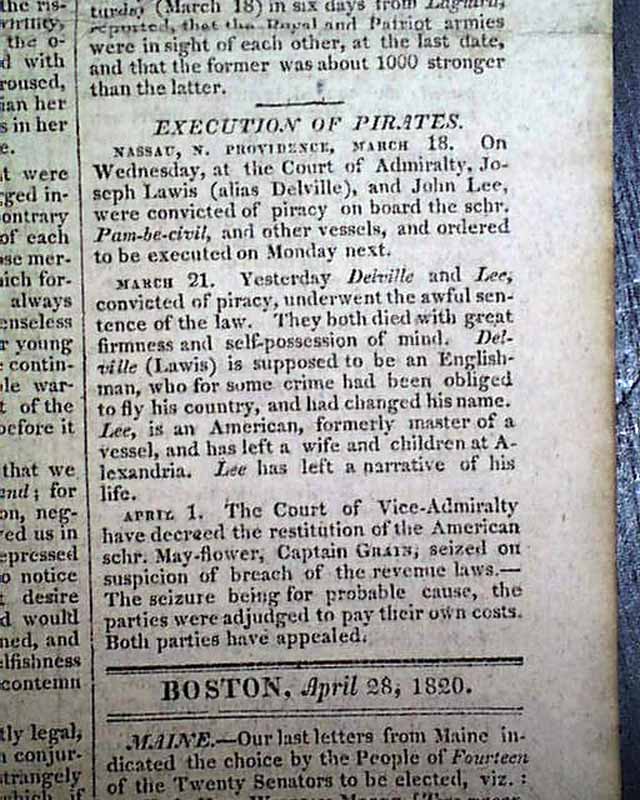 the ris-
the o-
d with
roused,
ian her
s in her
e.
t were
ged in-
ontrary
of each
se mer-
ich for-
always
enseless
r young
contin-
le war-
t of the
before it
that we
end; for
on, neg-
ed us in
epressed
o notice
desire
d would
ned, and
elfishness
contemn
tly legal,
conjur-
strangely
which if
turday (March 18) in six days from Laguira,
reported, that the Royal and Patriot armies
were in sight of each other, at the last date,
and that the former was about 1000 stronger
than the latter.
EXECUTION OF PIRATES.
NASSAU, N. PROVIDENCE, MARCH 18. On
Wednesday, at the Court of Admiralty, Jo-
seph Lawis (alias Delville), and John Lee,
were convicted of piracy on board the schr.
Pam-be-civil, and other vessels, and ordered
to be executed on Monday next.
MARCH 21. Yesterday Delville and Lee,
convicted of piracy, underwent the awful sen-
tence of the law. They both died with great
firmness and self-possession of mind. Del-
ville (Lawis) is supposed to be an English-
man, who for some crime had been obliged
to fly his country, and had changed his name.
Lee, is an American, formerly master of a
vessel, and has left a wife and children at A-
lexandria. Lee has left a narrative of his
life.
APRIL 1. The Court of Vice-Admiralty
have decreed the restitution of the American
schr. May-flower, Captain GRAIN, seized on
suspicion of breach of the revenue laws.—
The seizure being for probable cause, the
parties were adjudged to pay their own costs.
Both parties have appealed.
BOSTON, April 28, 1820.
MAINE.—Our last letters from Maine in-
dicated the choice by the People of Fourteen
of the Twenty Senators to be elected, viz. :